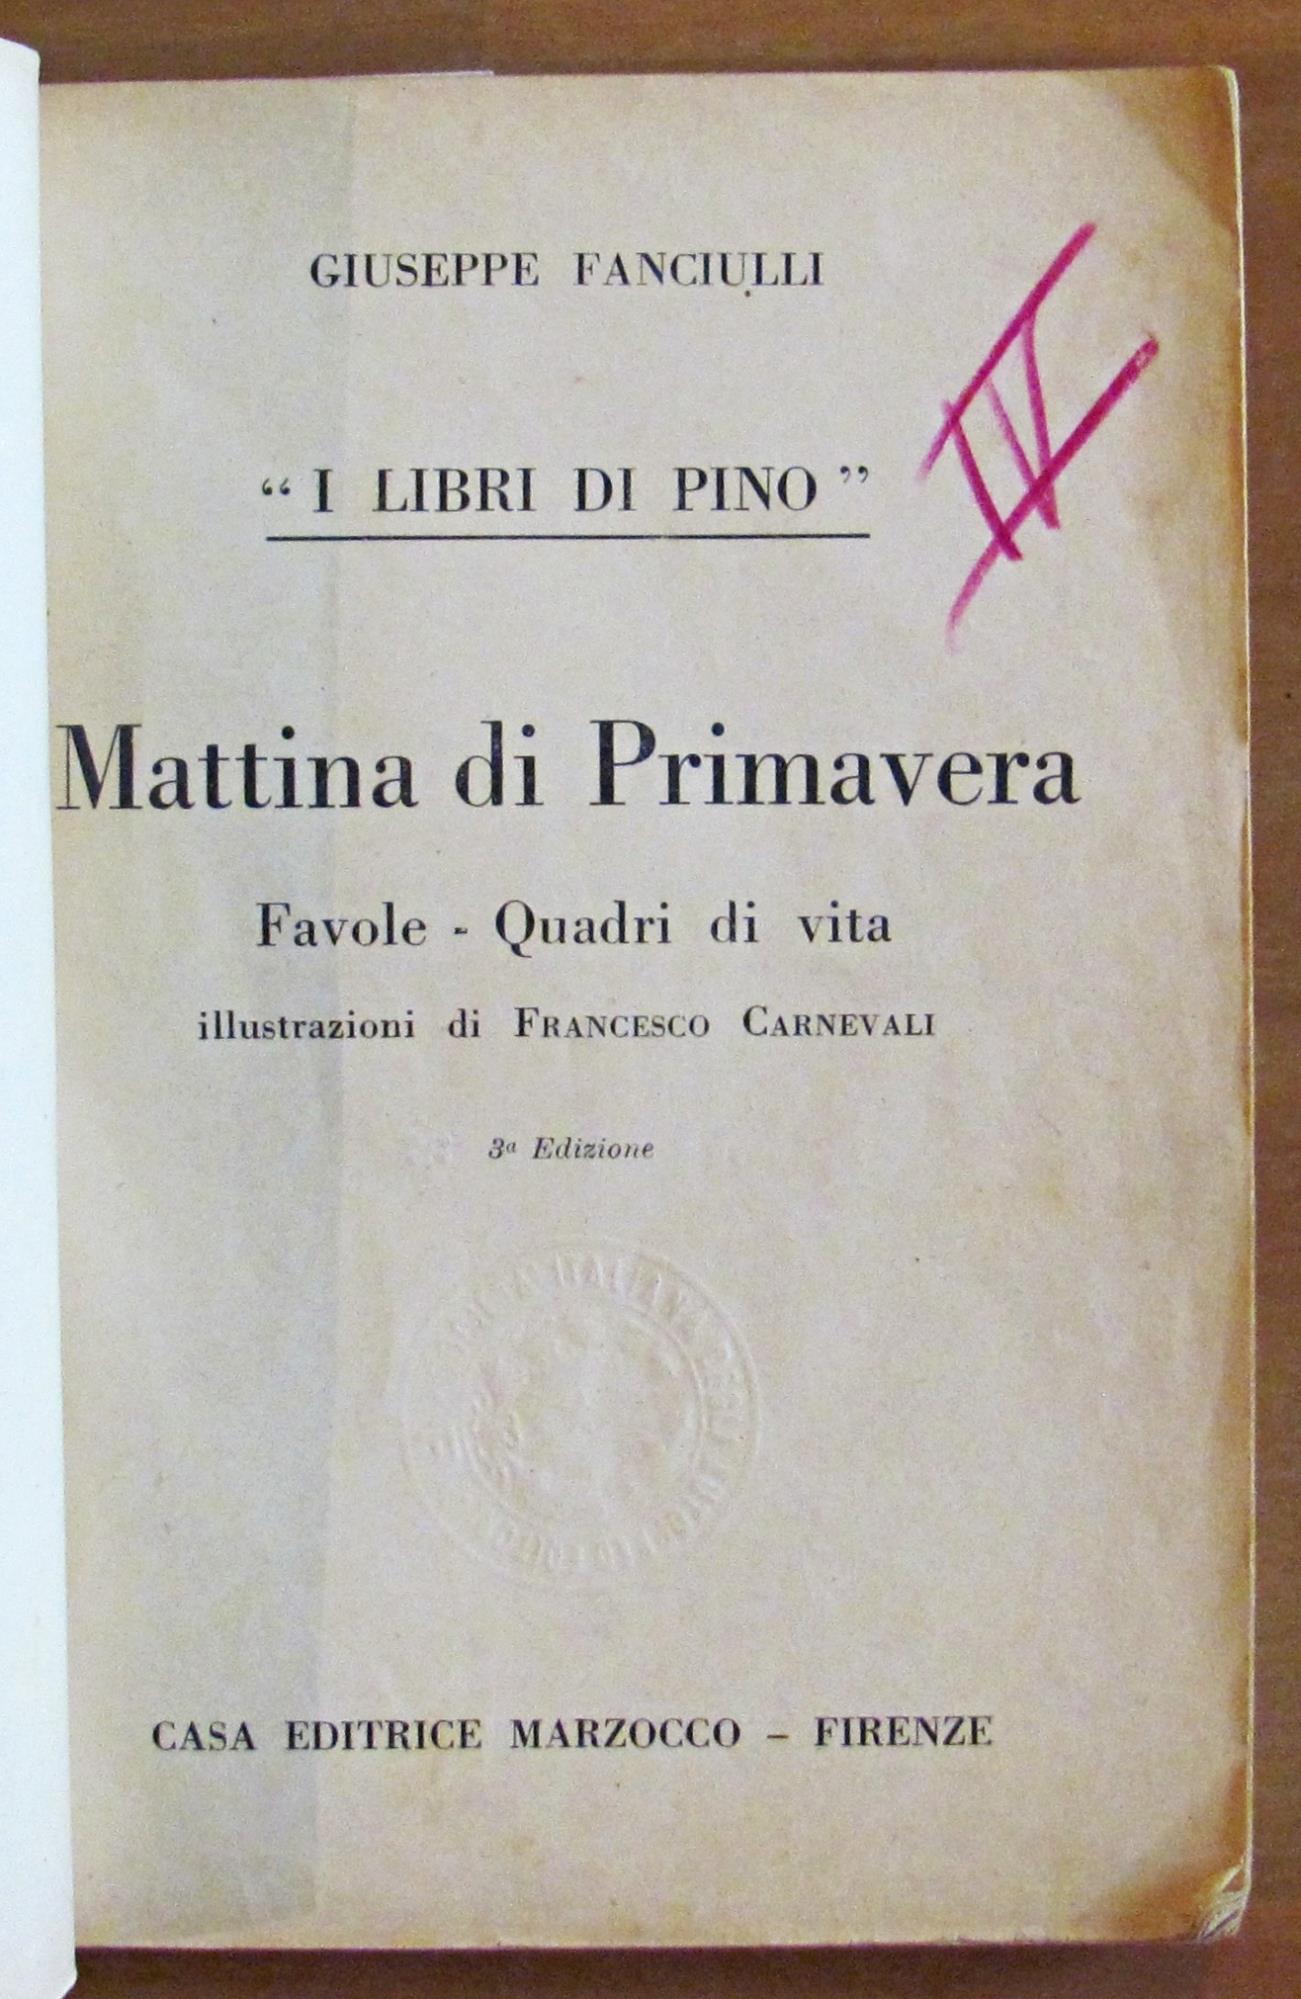 GIUSEPPE FANCIULLI
IV
“ I LIBRI DI PINO ”
Mattina di Primavera
Favole - Quadri di vita
illustrazioni di FRANCESCO CARNEVALI
3ª Edizione
CASA EDITRICE MARZOCCO – FIRENZE